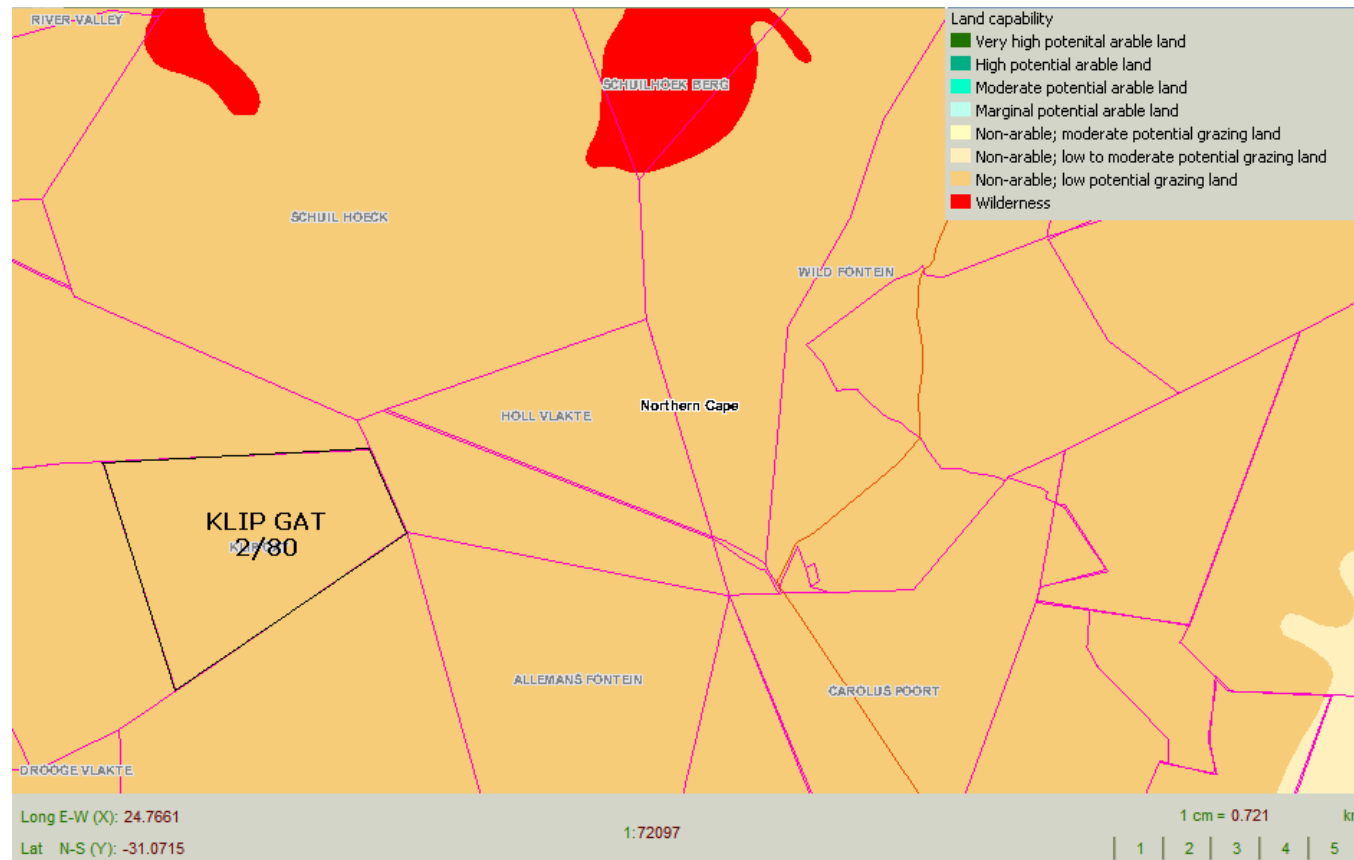 RIVER-VALLEY
Land capability
Very high potenital arable land
High potential arable land
Moderate potential arable land
Marginal potential arable land
Non-arable; moderate potential grazing land
Non-arable; low to moderate potential grazing land
Non-arable; low potential grazing land
Wilderness
SCHUILHOEK BERG
SCHUIL HOECK
WILD FONTEIN
Northern Cape
HOLL VLAKTE
KLIP GAT
2/80
ALLEMANS FONTEIN
CAROLUS POORT
DROOGE VLAKTE
Long E-W (X): 24.7661
Lat N-S (Y): -31.0715
1:72097
1 cm = 0.721
1 2 3 4 5